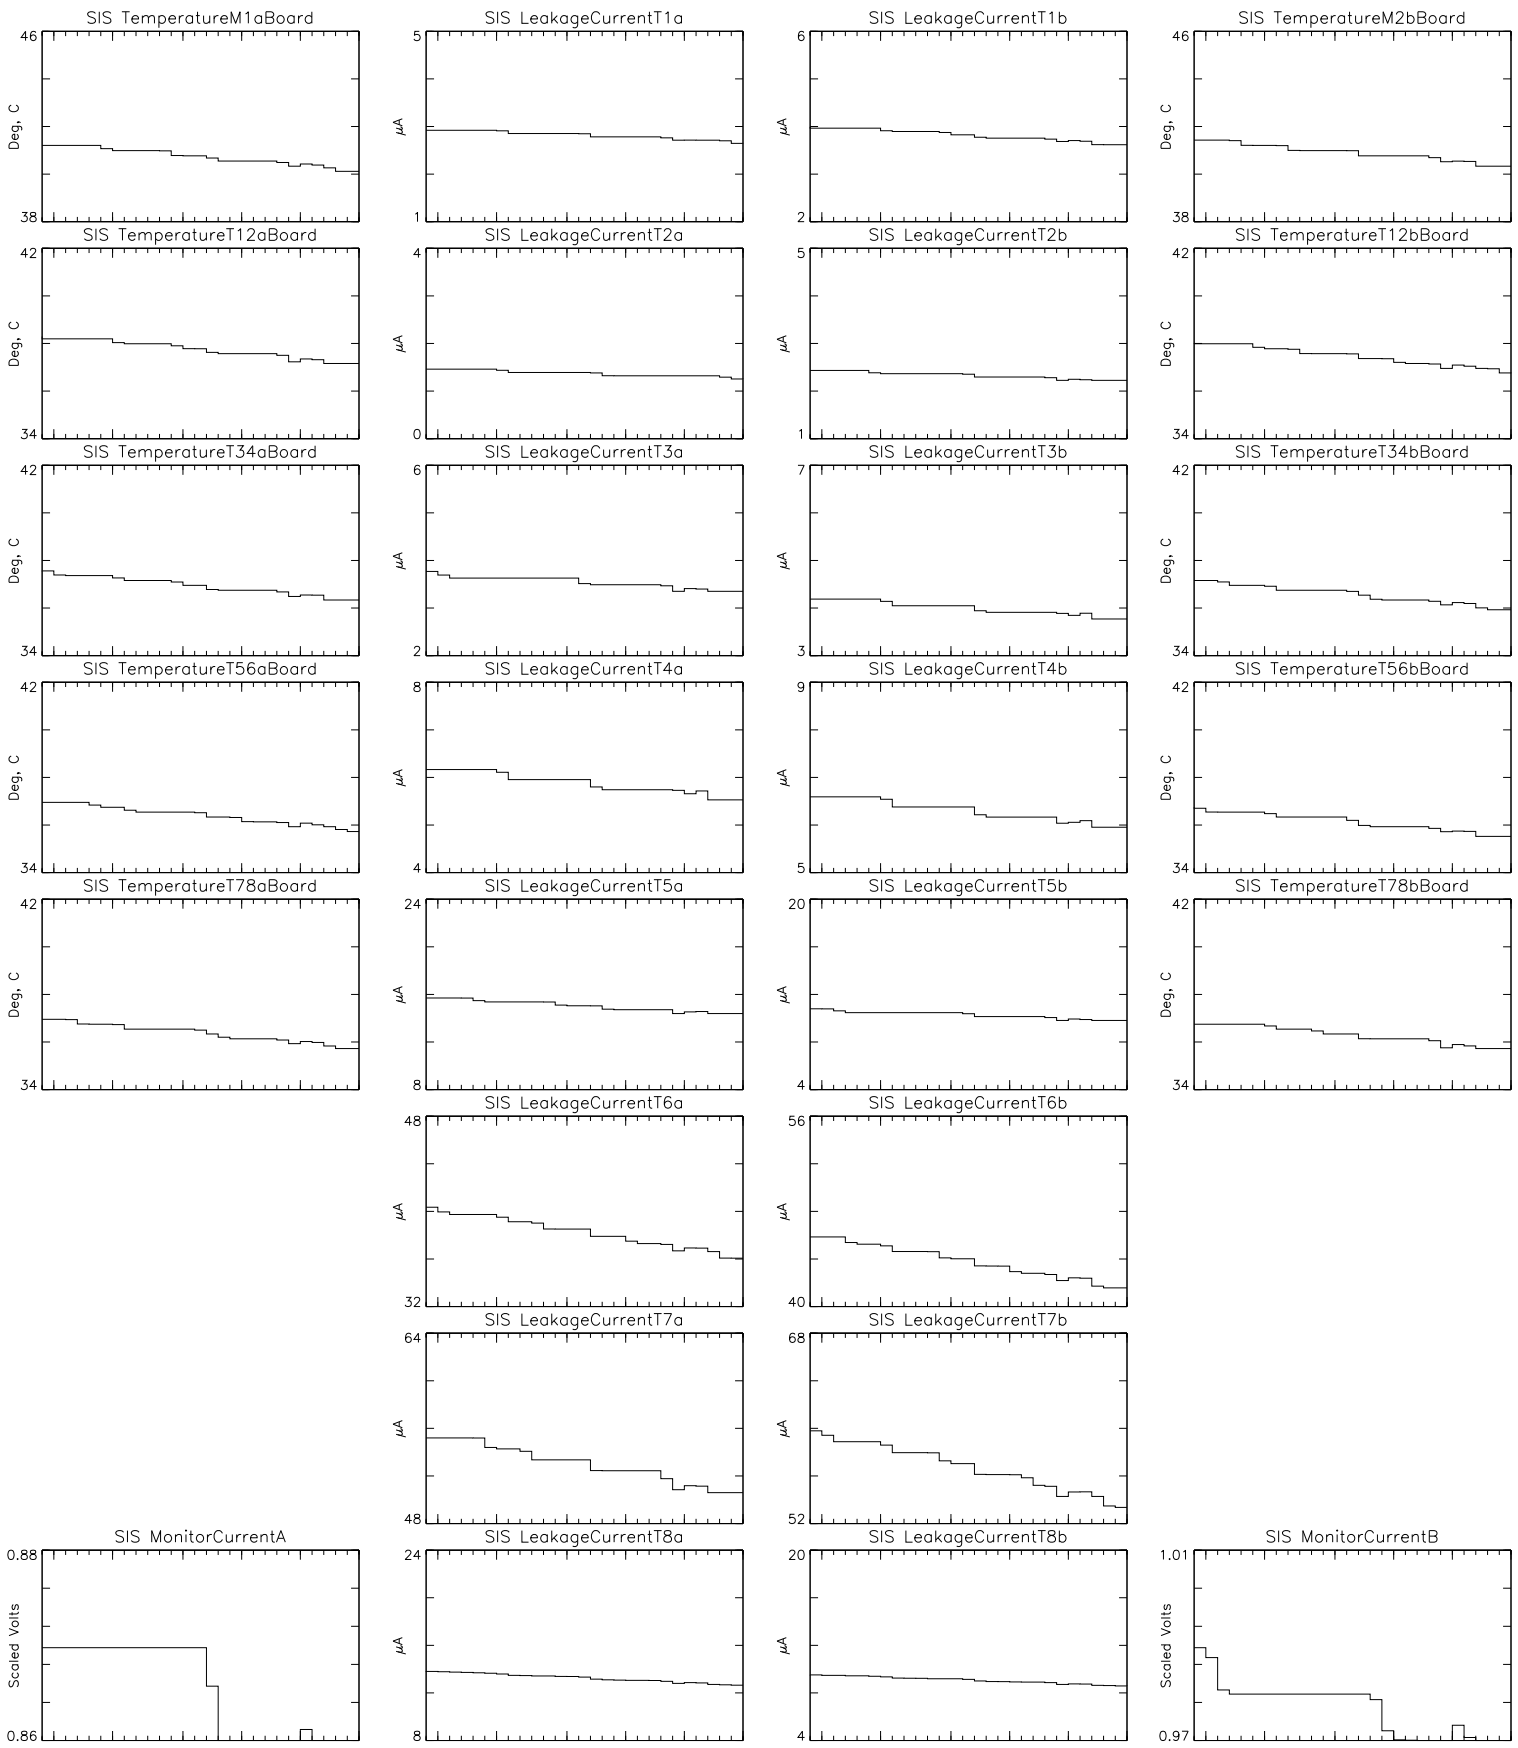 SIS TemperatureM1aBoard
46
Deg, C
38
SIS LeakageCurrentT1a
5
µA
1
SIS LeakageCurrentT1b
6
µA
2
SIS TemperatureM2bBoard
46
Deg, C
38
SIS TemperatureT12aBoard
42
Deg, C
34
SIS LeakageCurrentT2a
4
µA
0
SIS LeakageCurrentT2b
5
µA
1
SIS TemperatureT12bBoard
42
Deg, C
34
SIS TemperatureT34aBoard
42
Deg, C
34
SIS LeakageCurrentT3a
6
µA
2
SIS LeakageCurrentT3b
7
µA
3
SIS TemperatureT34bBoard
42
Deg, C
34
SIS TemperatureT56aBoard
42
Deg, C
34
SIS LeakageCurrentT4a
8
µA
4
SIS LeakageCurrentT4b
9
µA
5
SIS TemperatureT56bBoard
42
Deg, C
34
SIS TemperatureT78aBoard
42
Deg, C
34
SIS LeakageCurrentT5a
24
µA
8
SIS LeakageCurrentT5b
20
µA
4
SIS TemperatureT78bBoard
42
Deg, C
34
SIS LeakageCurrentT6a
48
µA
32
SIS LeakageCurrentT6b
56
µA
40
SIS LeakageCurrentT7a
64
µA
48
SIS LeakageCurrentT7b
68
µA
52
SIS MonitorCurrentA
0.88
Scaled Volts
0.86
SIS LeakageCurrentT8a
24
µA
8
SIS LeakageCurrentT8b
20
µA
4
SIS MonitorCurrentB
1.01
Scaled Volts
0.97